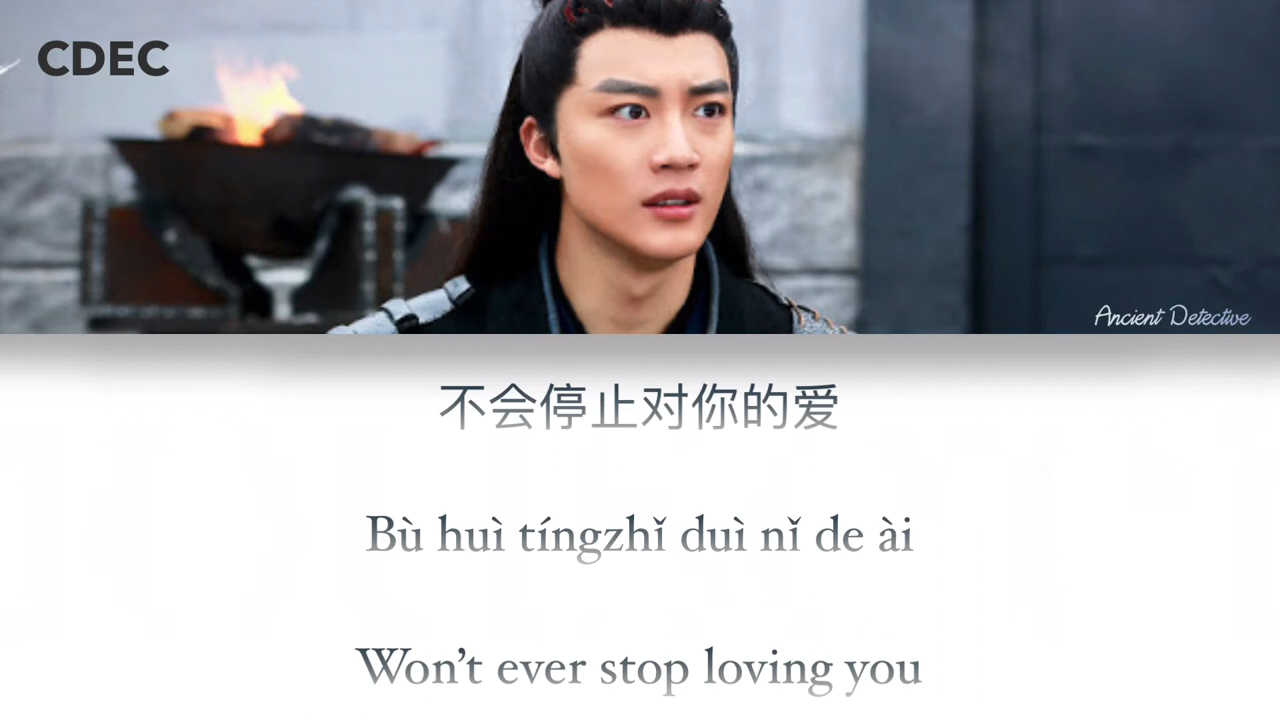 CDEC
Ancient Detective
不会停止对你的爱
Bù huì tíngzhǐ duì nǐ de ài
Won't ever stop loving you